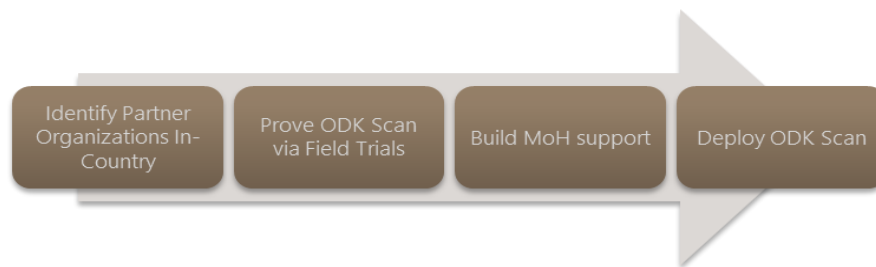 Identify Partner
Organizations In-
Country
Prove ODK Scan
via Field Trials
Build MoH support
Deploy ODK Scan